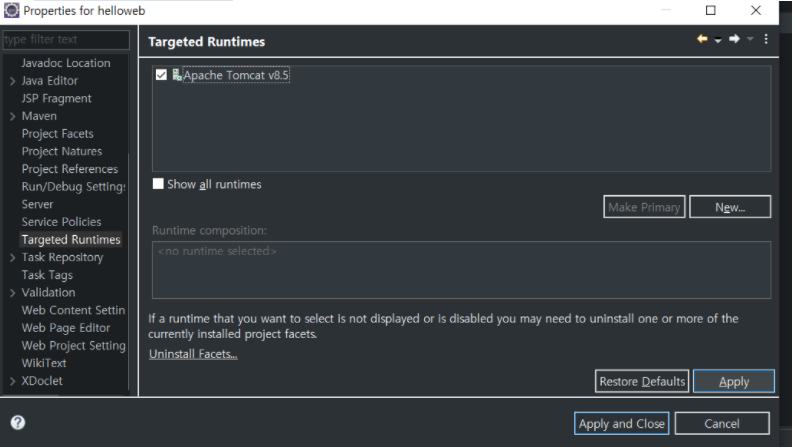 Properties for helloweb
type filter text
Targeted Runtimes
Javadoc Location
Java Editor
JSP Fragment
Maven
Project Facets
Project Natures
Project References
Run/Debug Settings
Server
Service Policies
Targeted Runtimes
Task Repository
Task Tags
Validation
Web Content Settin
Web Page Editor
Web Project Setting
WikiText
XDoclet
Apache Tomcat v8.5
Show all runtimes
Make Primary
New...
Runtime composition:
<no runtime selected>
If a runtime that you want to select is not displayed or is disabled you may need to uninstall one or more of the
currently installed project facets.
Uninstall Facets...
Restore Defaults
Apply
Apply and Close
Cancel